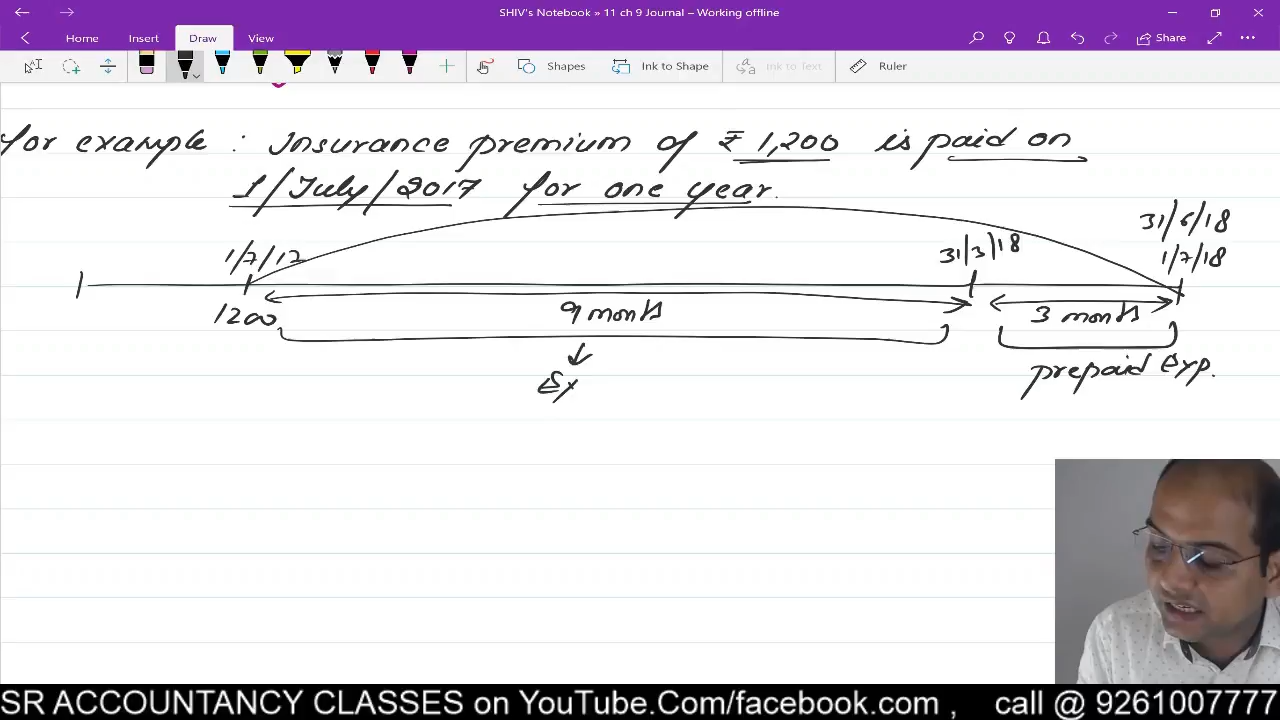 SHIV's Notebook » 11 ch 9 Journal – Working offline
Home Insert Draw View
Share
Shapes Ink to Shape Ink to Text Ruler
for example : Insurance premium of ₹ 1,200 is paid on
1/July/2017 for one year.
31/6/18
1/7/17 31/3/18 1/7/18
1200 9 months 3 months
prepaid exp.
Ex
SR ACCOUNTANCY CLASSES on YouTube.Com/facebook.com , call @ 9261007777